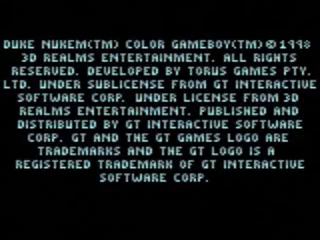 DUKE NUKEM(TM) COLOR GAMEBOY(TM)©1998
3D REALMS ENTERTAINMENT. ALL RIGHTS
RESERVED. DEVELOPED BY TORUS GAMES PTY.
LTD. UNDER SUBLICENSE FROM GT INTERACTIVE
SOFTWARE CORP. UNDER LICENSE FROM 3D
REALMS ENTERTAINMENT. PUBLISHED AND
DISTRIBUTED BY GT INTERACTIVE SOFTWARE
CORP. GT AND THE GT GAMES LOGO ARE
TRADEMARKS AND THE GT LOGO IS A
REGISTERED TRADEMARK OF GT INTERACTIVE
SOFTWARE CORP.